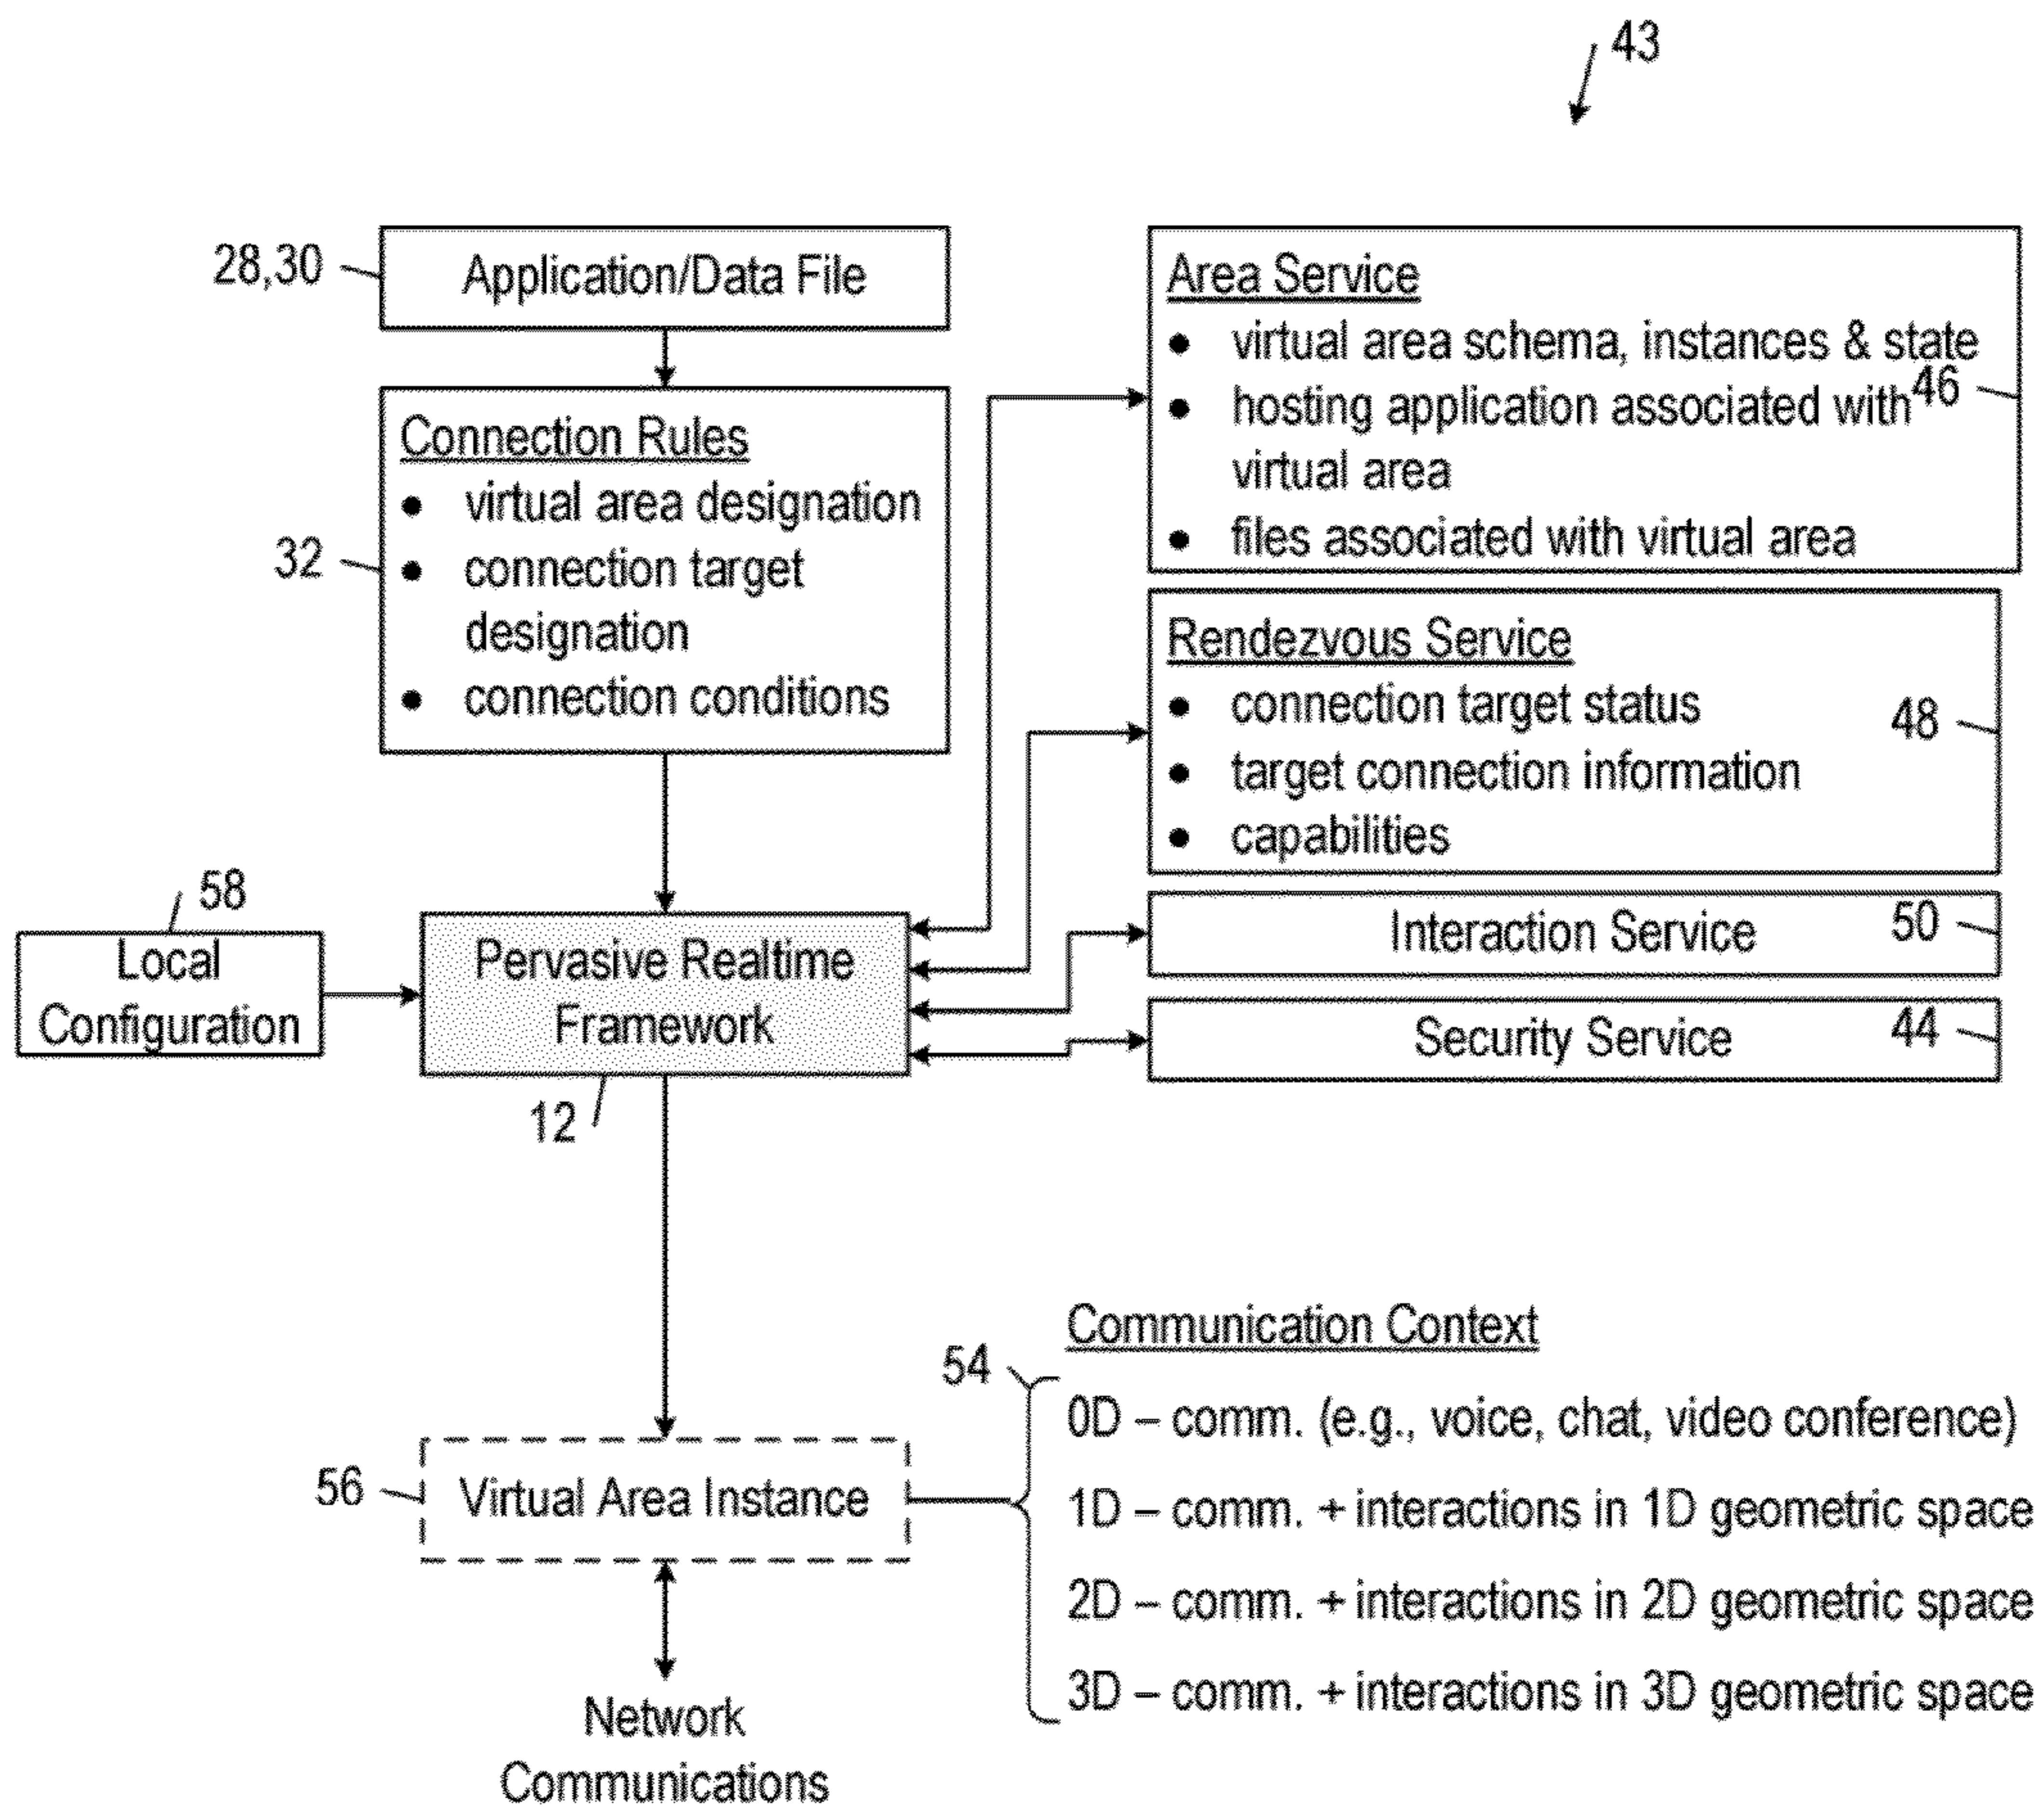 43
28,30
Application/Data File
Connection Rules
● virtual area designation
● connection target
designation
● connection conditions
32
Area Service
● virtual area schema, instances & state
● hosting application associated with
virtual area
● files associated with virtual area
46
Rendezvous Service
● connection target status
● target connection information
● capabilities
48
58
Local
Configuration
Pervasive Realtime
Framework
12
Interaction Service
50
Security Service
44
Communication Context
54
0D – comm. (e.g., voice, chat, video conference)
1D – comm. + interactions in 1D geometric space
2D – comm. + interactions in 2D geometric space
3D – comm. + interactions in 3D geometric space
56
Virtual Area Instance
Network
Communications